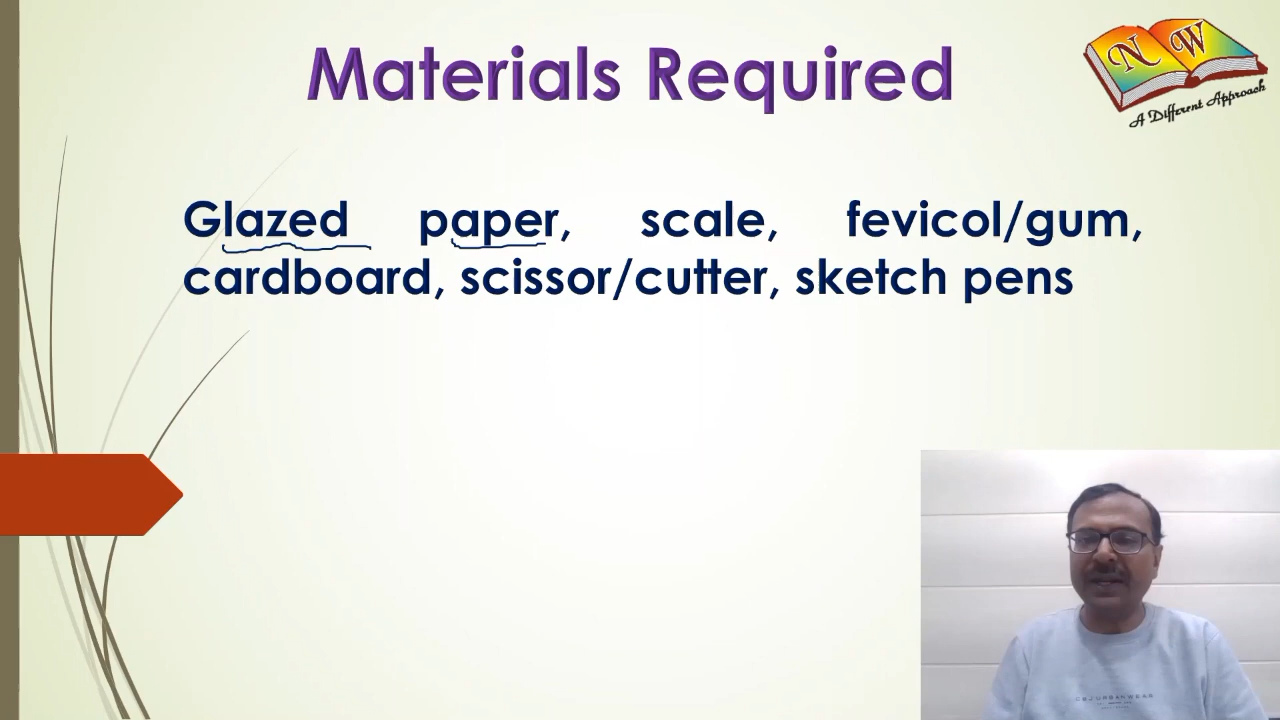 Materials Required
N W
A Different Approach
Glazed paper, scale, fevicol/gum,
cardboard, scissor/cutter, sketch pens